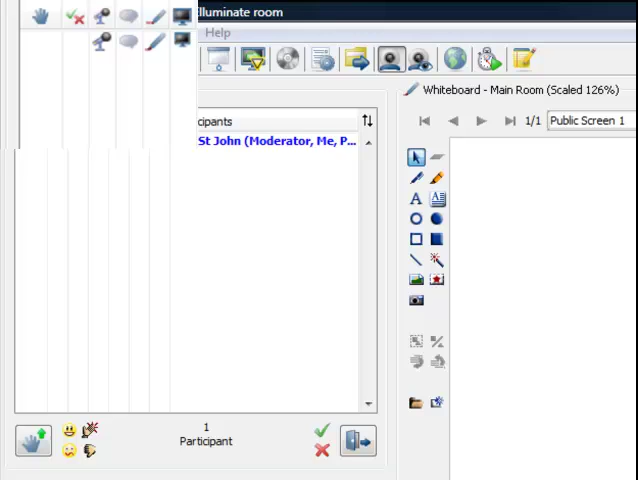 lluminate room
Help
Whiteboard - Main Room (Scaled 126%)
cipants
1/1 Public Screen 1
St John (Moderator, Me, P...
A A
1
Participant